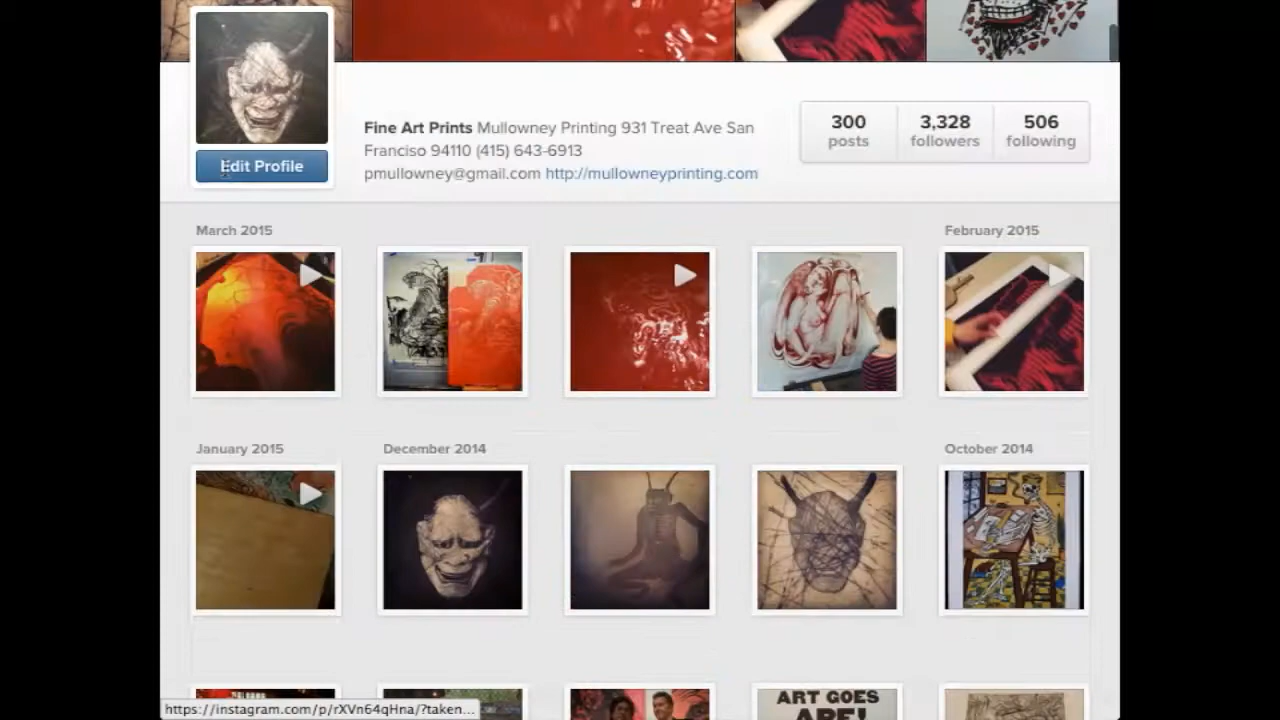 Edit Profile
Fine Art Prints Mullowney Printing 931 Treat Ave San
Franciso 94110 (415) 643-6913
pmullowney@gmail.com http://mullowneyprinting.com
300 posts
3,328 followers
506 following
March 2015
February 2015
January 2015
December 2014
October 2014
ART GOES
APE!
https://instagram.com/p/rXVn64qHna/?taken...